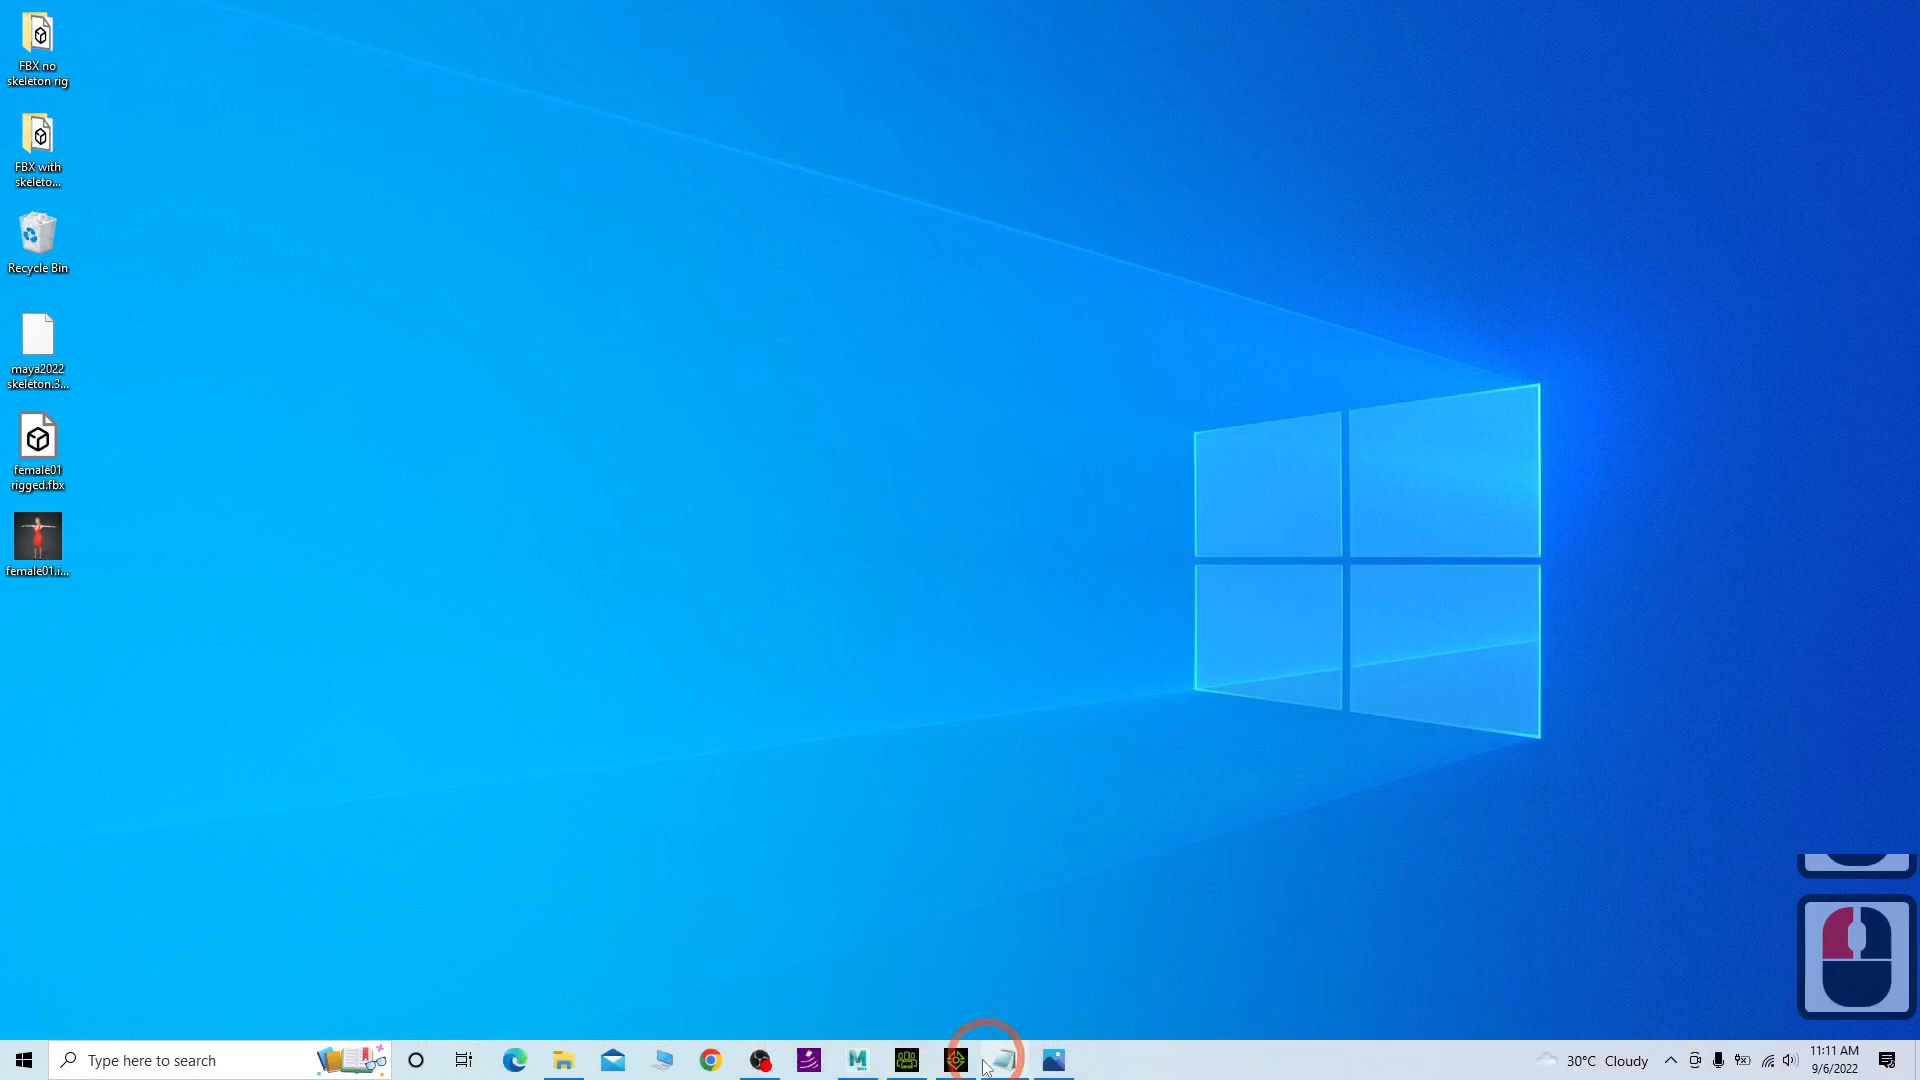 FBX no
skeleton rig
FBX with
skeleto...
Recycle Bin
maya2022
skeleton.3...
female01
rigged.fbx
female01.i...
Type here to search
M
30°C Cloudy
11:11 AM
9/6/2022